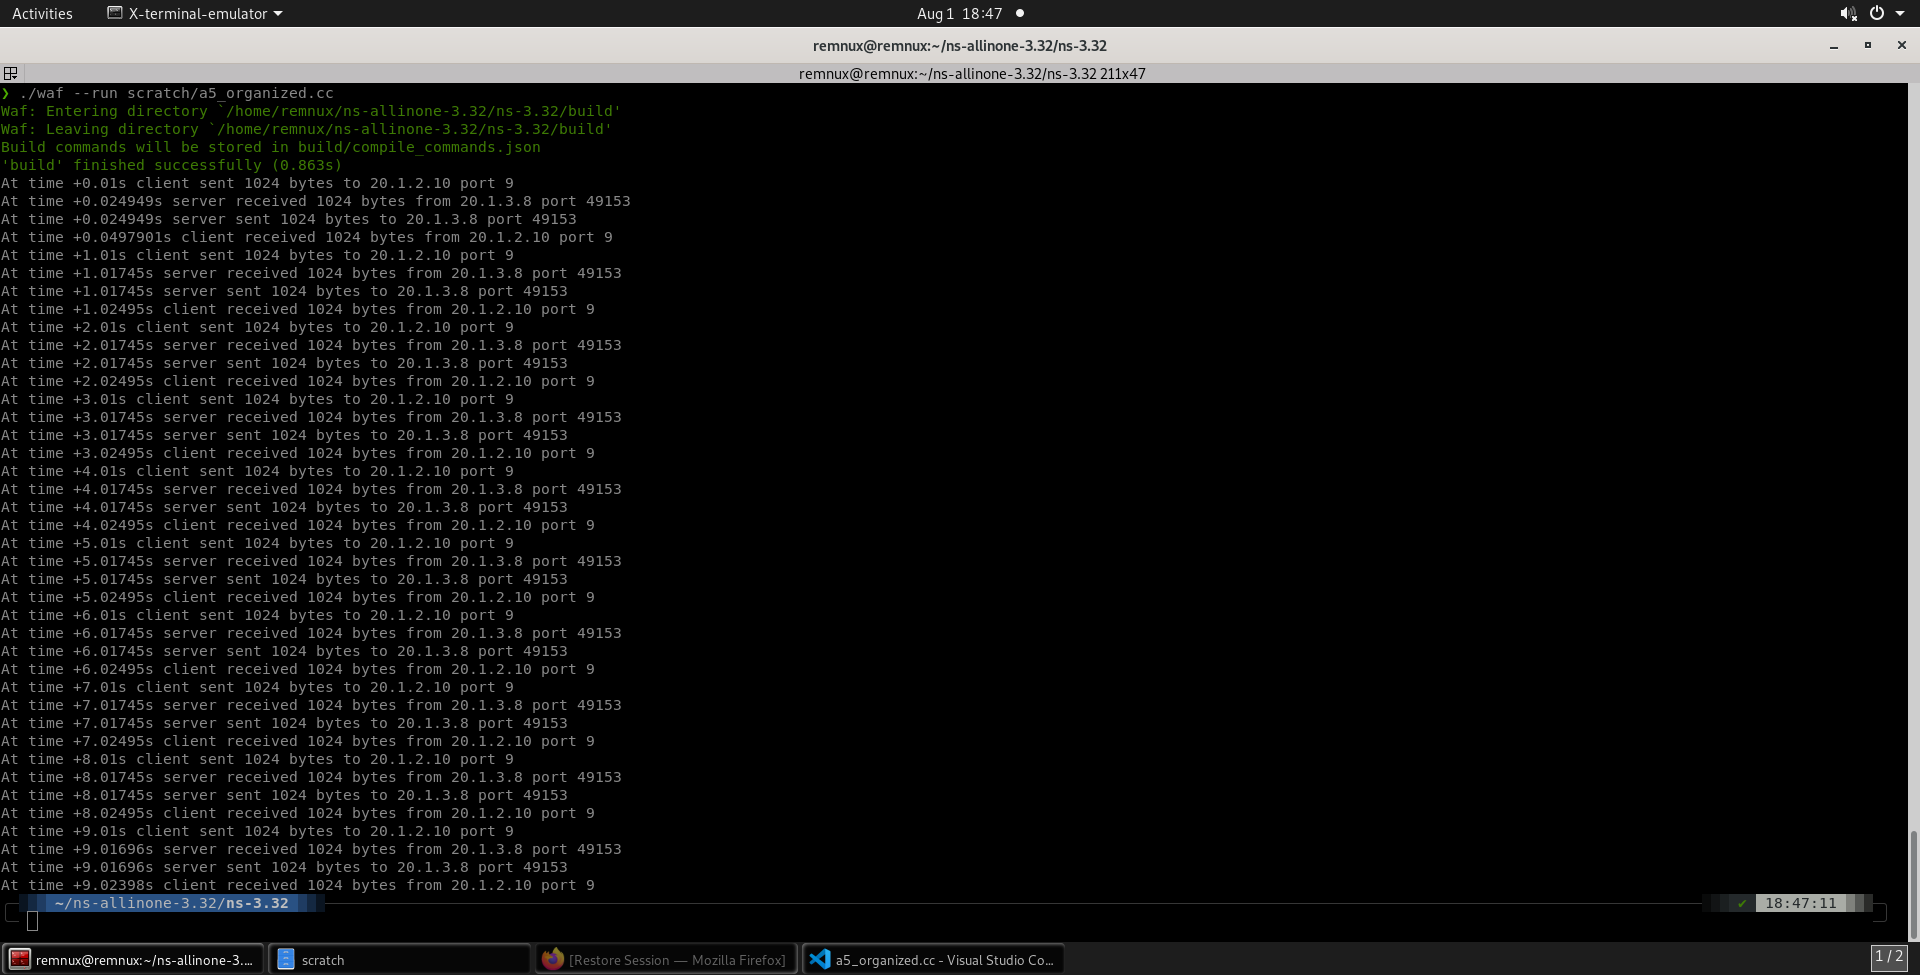 Activities
X-terminal-emulator
Aug 1 18:47
remnux@remnux:~/ns-allinone-3.32/ns-3.32
remnux@remnux:~/ns-allinone-3.32/ns-3.32 211x47
❯ ./waf --run scratch/a5_organized.cc
Waf: Entering directory `/home/remnux/ns-allinone-3.32/ns-3.32/build'
Waf: Leaving directory `/home/remnux/ns-allinone-3.32/ns-3.32/build'
Build commands will be stored in build/compile_commands.json
'build' finished successfully (0.863s)
At time +0.01s client sent 1024 bytes to 20.1.2.10 port 9
At time +0.024949s server received 1024 bytes from 20.1.3.8 port 49153
At time +0.024949s server sent 1024 bytes to 20.1.3.8 port 49153
At time +0.0497901s client received 1024 bytes from 20.1.2.10 port 9
At time +1.01s client sent 1024 bytes to 20.1.2.10 port 9
At time +1.01745s server received 1024 bytes from 20.1.3.8 port 49153
At time +1.01745s server sent 1024 bytes to 20.1.3.8 port 49153
At time +1.02495s client received 1024 bytes from 20.1.2.10 port 9
At time +2.01s client sent 1024 bytes to 20.1.2.10 port 9
At time +2.01745s server received 1024 bytes from 20.1.3.8 port 49153
At time +2.01745s server sent 1024 bytes to 20.1.3.8 port 49153
At time +2.02495s client received 1024 bytes from 20.1.2.10 port 9
At time +3.01s client sent 1024 bytes to 20.1.2.10 port 9
At time +3.01745s server received 1024 bytes from 20.1.3.8 port 49153
At time +3.01745s server sent 1024 bytes to 20.1.3.8 port 49153
At time +3.02495s client received 1024 bytes from 20.1.2.10 port 9
At time +4.01s client sent 1024 bytes to 20.1.2.10 port 9
At time +4.01745s server received 1024 bytes from 20.1.3.8 port 49153
At time +4.01745s server sent 1024 bytes to 20.1.3.8 port 49153
At time +4.02495s client received 1024 bytes from 20.1.2.10 port 9
At time +5.01s client sent 1024 bytes to 20.1.2.10 port 9
At time +5.01745s server received 1024 bytes from 20.1.3.8 port 49153
At time +5.01745s server sent 1024 bytes to 20.1.3.8 port 49153
At time +5.02495s client received 1024 bytes from 20.1.2.10 port 9
At time +6.01s client sent 1024 bytes to 20.1.2.10 port 9
At time +6.01745s server received 1024 bytes from 20.1.3.8 port 49153
At time +6.01745s server sent 1024 bytes to 20.1.3.8 port 49153
At time +6.02495s client received 1024 bytes from 20.1.2.10 port 9
At time +7.01s client sent 1024 bytes to 20.1.2.10 port 9
At time +7.01745s server received 1024 bytes from 20.1.3.8 port 49153
At time +7.01745s server sent 1024 bytes to 20.1.3.8 port 49153
At time +7.02495s client received 1024 bytes from 20.1.2.10 port 9
At time +8.01s client sent 1024 bytes to 20.1.2.10 port 9
At time +8.01745s server received 1024 bytes from 20.1.3.8 port 49153
At time +8.01745s server sent 1024 bytes to 20.1.3.8 port 49153
At time +8.02495s client received 1024 bytes from 20.1.2.10 port 9
At time +9.01s client sent 1024 bytes to 20.1.2.10 port 9
At time +9.01696s server received 1024 bytes from 20.1.3.8 port 49153
At time +9.01696s server sent 1024 bytes to 20.1.3.8 port 49153
At time +9.02398s client received 1024 bytes from 20.1.2.10 port 9
~/ns-allinone-3.32/ns-3.32
✔ 18:47:11
remnux@remnux:~/ns-allinone-3....
scratch
[Restore Session — Mozilla Firefox]
a5_organized.cc - Visual Studio Co...
1 / 2